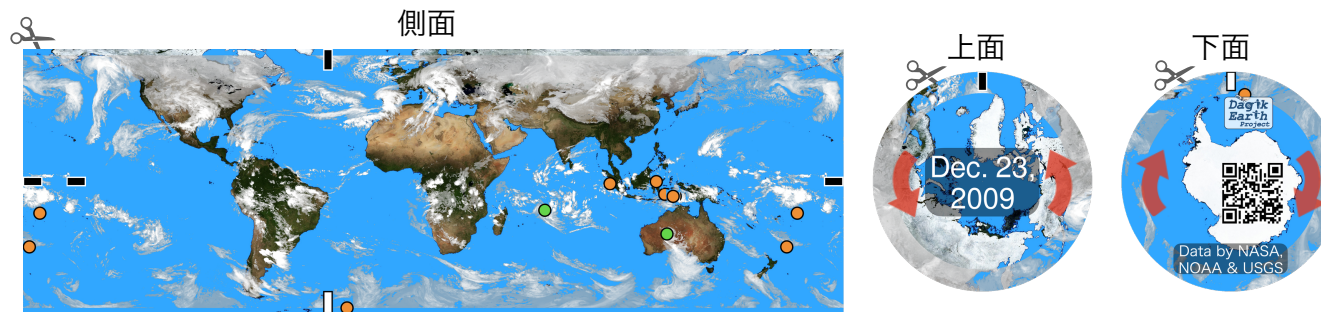 側面
上面
下面
Dec. 23,
2009
Dagik
Earth
Project
Data by NASA,
NOAA & USGS